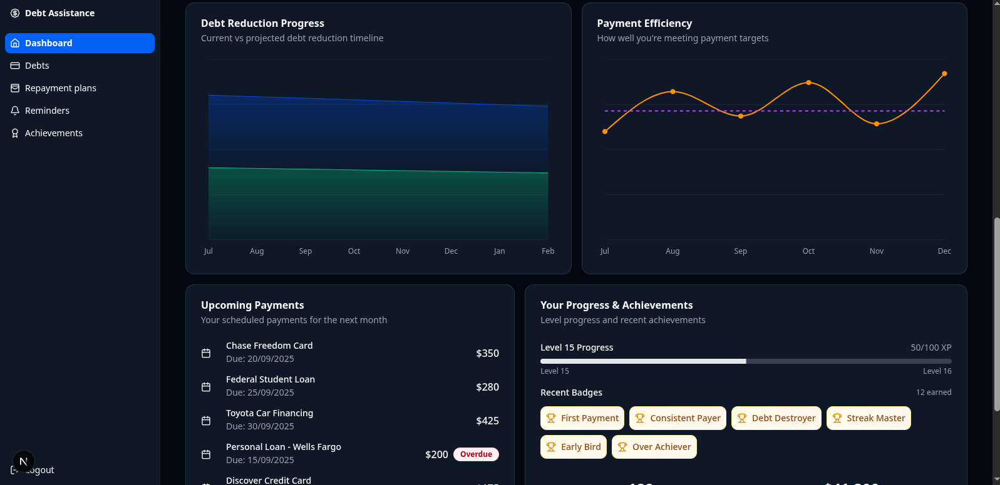 Debt Assistance
Dashboard
Debts
Repayment plans
Reminders
Achievements
Debt Reduction Progress
Current vs projected debt reduction timeline
Jul Aug Sep Oct Nov Dec Jan Feb
Payment Efficiency
How well you're meeting payment targets
Jul Aug Sep Oct Nov Dec
Upcoming Payments
Your scheduled payments for the next month
Chase Freedom Card
Due: 20/09/2025
$350
Federal Student Loan
Due: 25/09/2025
$280
Toyota Car Financing
Due: 30/09/2025
$425
Personal Loan - Wells Fargo
Due: 15/09/2025
$200 Overdue
Discover Credit Card
Your Progress & Achievements
Level progress and recent achievements
Level 15 Progress 50/100 XP
Level 15 Level 16
Recent Badges 12 earned
First Payment Consistent Payer Debt Destroyer Streak Master
Early Bird Over Achiever
N